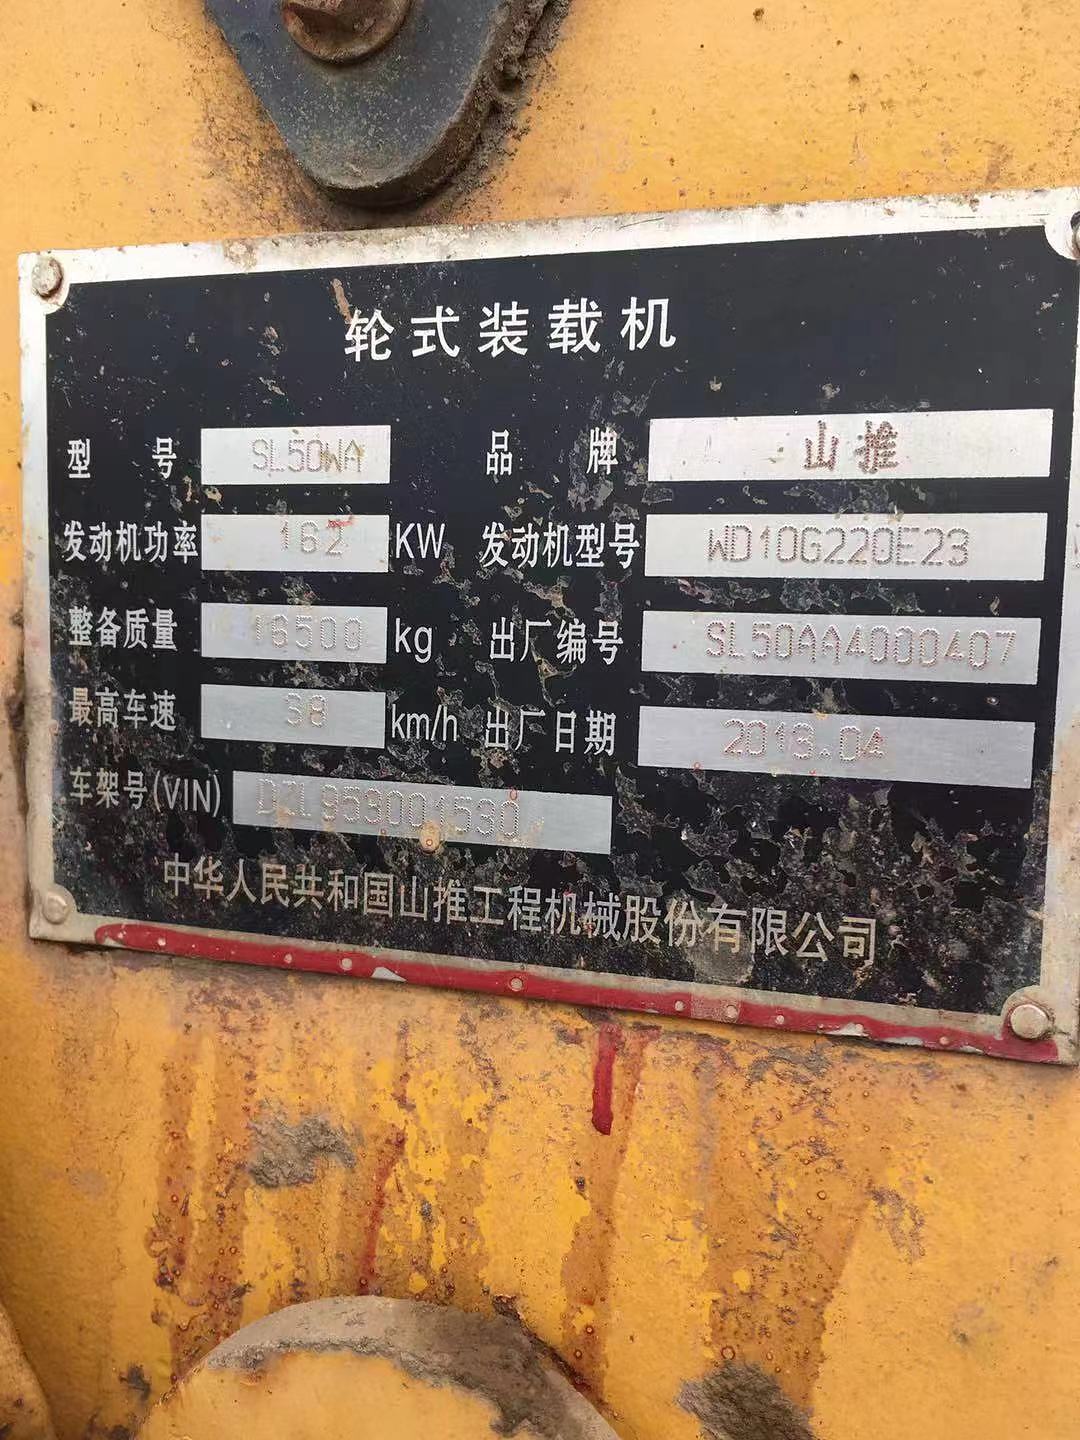 轮式装载机
型号 SL50WA 品牌 山推
发动机功率 162 KW 发动机型号 WD10G220E23
整备质量 16500 kg 出厂编号 SL50AA4000407
最高车速 38 km/h 出厂日期 2013.04
车架号(VIN) DZL953001530
中华人民共和国山推工程机械股份有限公司